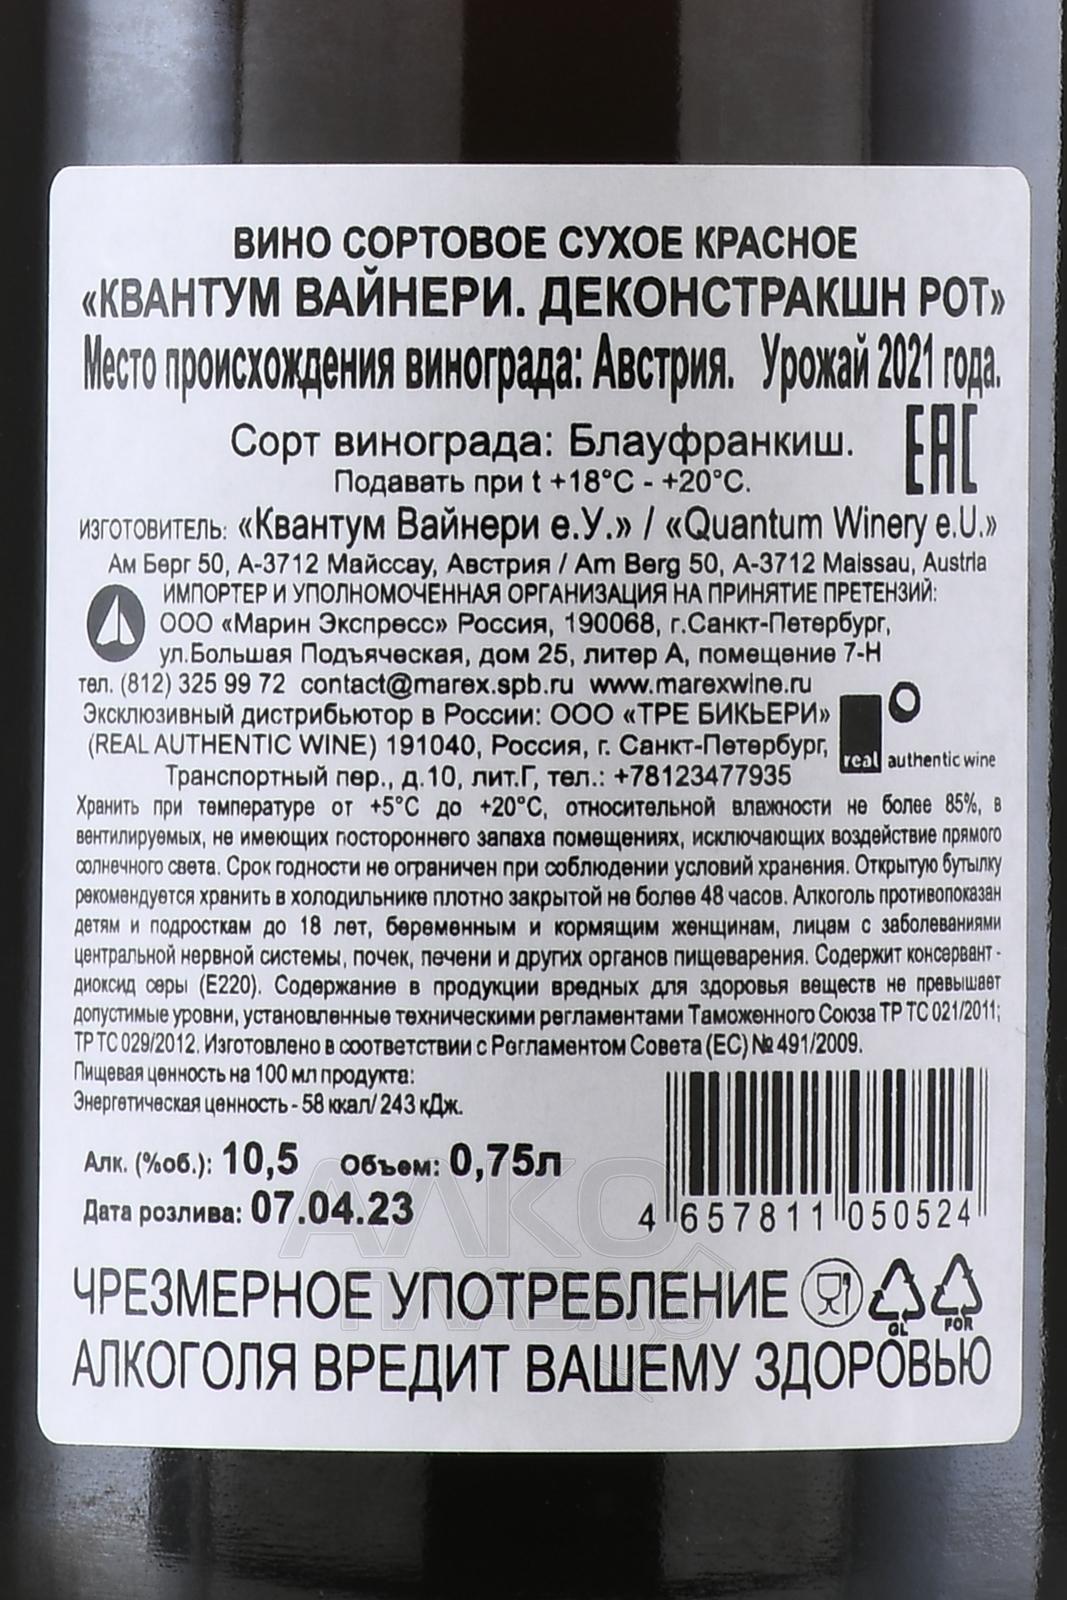 ВИНО СОРТОВОЕ СУХОЕ КРАСНОЕ
«КВАНТУМ ВАЙНЕРИ. ДЕКОНСТРАКШН РОТ»
Место происхождения винограда: Австрия. Урожай 2021 года.
Сорт винограда: Блауфранкиш.
EAC
Подавать при t +18°С - +20°С.
ИЗГОТОВИТЕЛЬ: «Квантум Вайнери е.У.» / «Quantum Winery e.U.»
Ам Берг 50, А-3712 Майссау, Австрия / Am Berg 50, A-3712 Maissau, Austria
ИМПОРТЕР И УПОЛНОМОЧЕННАЯ ОРГАНИЗАЦИЯ НА ПРИНЯТИЕ ПРЕТЕНЗИЙ:
ООО «Марин Экспресс» Россия, 190068, г.Санкт-Петербург,
ул.Большая Подъяческая, дом 25, литер А, помещение 7-Н
тел. (812) 325 99 72 contact@marex.spb.ru www.marexwine.ru
Эксклюзивный дистрибьютор в России: ООО «ТРЕ БИКЬЕРИ»
(REAL AUTHENTIC WINE) 191040, Россия, г. Санкт-Петербург,
real authentic wine
Транспортный пер., д.10, лит.Г, тел.: +78123477935
Хранить при температуре от +5°С до +20°С, относительной влажности не более 85%, в
вентилируемых, не имеющих постороннего запаха помещениях, исключающих воздействие прямого
солнечного света. Срок годности не ограничен при соблюдении условий хранения. Открытую бутылку
рекомендуется хранить в холодильнике плотно закрытой не более 48 часов. Алкоголь противопоказан
детям и подросткам до 18 лет, беременным и кормящим женщинам, лицам с заболеваниями
центральной нервной системы, почек, печени и других органов пищеварения. Содержит консервант -
диоксид серы (Е220). Содержание в продукции вредных для здоровья веществ не превышает
допустимые уровни, установленные техническими регламентами Таможенного Союза ТР ТС 021/2011;
ТР ТС 029/2012. Изготовлено в соответствии с Регламентом Совета (ЕС) № 491/2009.
Пищевая ценность на 100 мл продукта:
Энергетическая ценность - 58 ккал/ 243 кДж.
Алк. (%об.): 10,5 Объем: 0,75л
Дата розлива: 07.04.23
4 657811 050524
АЛКО
ПЛАЗА
ЧРЕЗМЕРНОЕ УПОТРЕБЛЕНИЕ
GL FOR
АЛКОГОЛЯ ВРЕДИТ ВАШЕМУ ЗДОРОВЬЮ